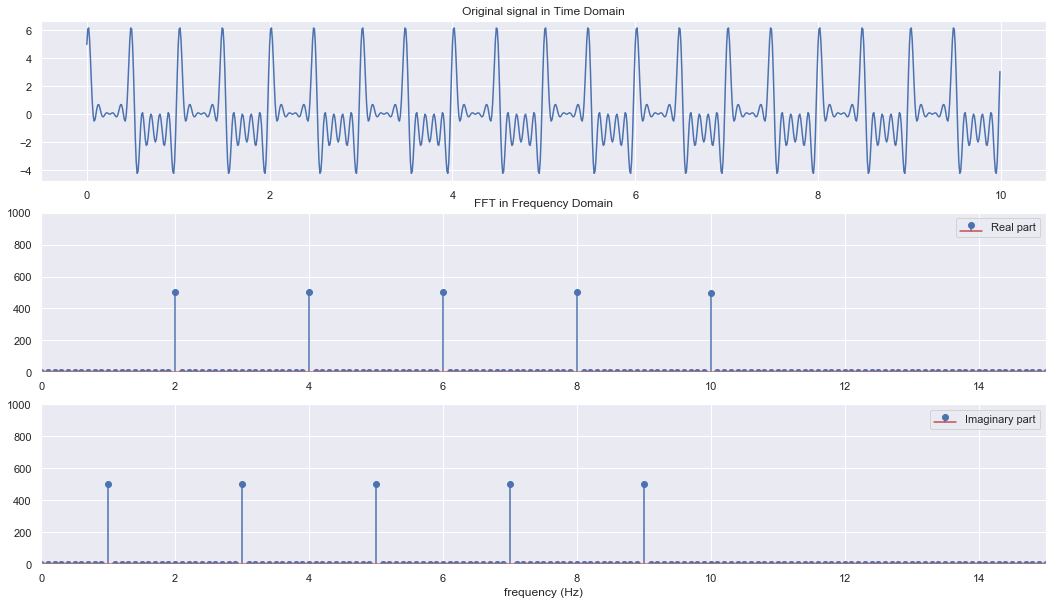 Original signal in Time Domain
6
4
2
0
−2
−4
0 2 4 6 8 10
FFT in Frequency Domain
1000
Real part
800
600
400
200
0
0 2 4 6 8 10 12 14
1000
Imaginary part
800
600
400
200
0
0 2 4 6 8 10 12 14
frequency (Hz)